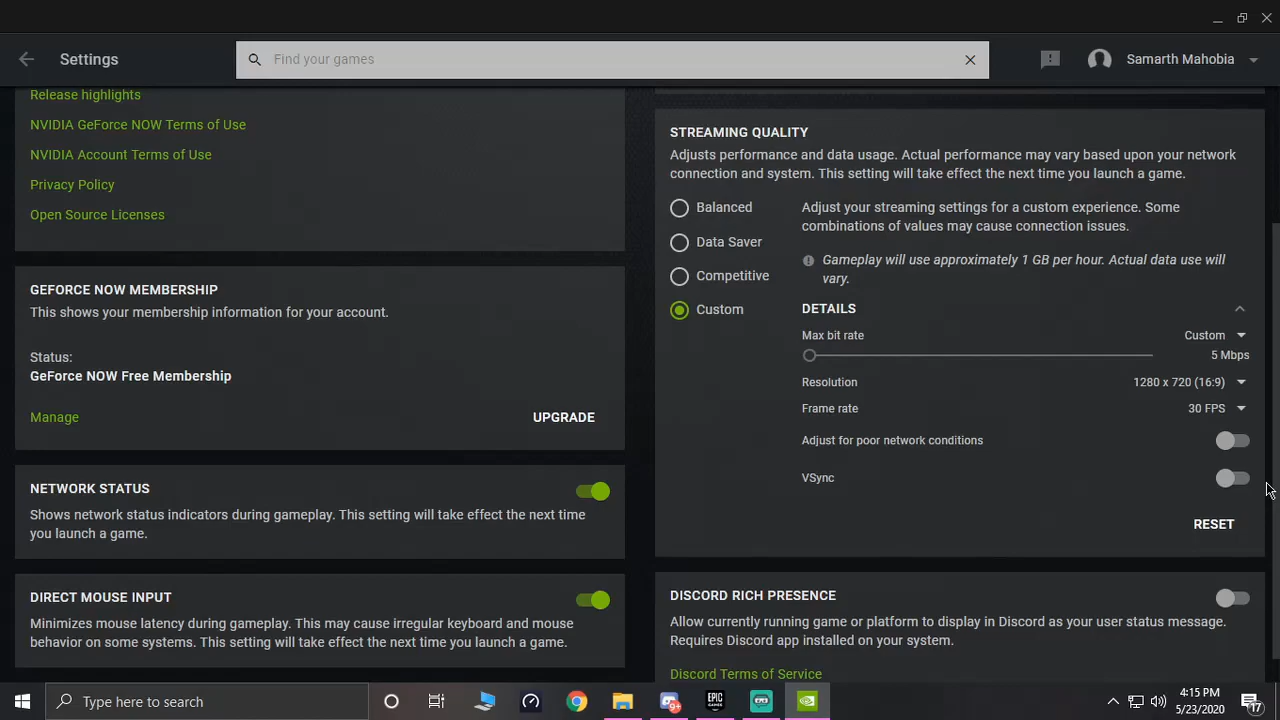 Settings
Find your games
Samarth Mahobia
Release highlights
NVIDIA GeForce NOW Terms of Use
NVIDIA Account Terms of Use
Privacy Policy
Open Source Licenses
GEFORCE NOW MEMBERSHIP
This shows your membership information for your account.
Status:
GeForce NOW Free Membership
Manage
UPGRADE
NETWORK STATUS
Shows network status indicators during gameplay. This setting will take effect the next time
you launch a game.
DIRECT MOUSE INPUT
Minimizes mouse latency during gameplay. This may cause irregular keyboard and mouse
behavior on some systems. This setting will take effect the next time you launch a game.
STREAMING QUALITY
Adjusts performance and data usage. Actual performance may vary based upon your network
connection and system. This setting will take effect the next time you launch a game.
Balanced
Data Saver
Competitive
Custom
Adjust your streaming settings for a custom experience. Some
combinations of values may cause connection issues.
Gameplay will use approximately 1 GB per hour. Actual data use will
vary.
DETAILS
Max bit rate Custom
5 Mbps
Resolution 1280 x 720 (16:9)
Frame rate 30 FPS
Adjust for poor network conditions
VSync
RESET
DISCORD RICH PRESENCE
Allow currently running game or platform to display in Discord as your user status message.
Requires Discord app installed on your system.
Discord Terms of Service
Type here to search
EPIC
GAMES
9+
4:15 PM
5/23/2020
17